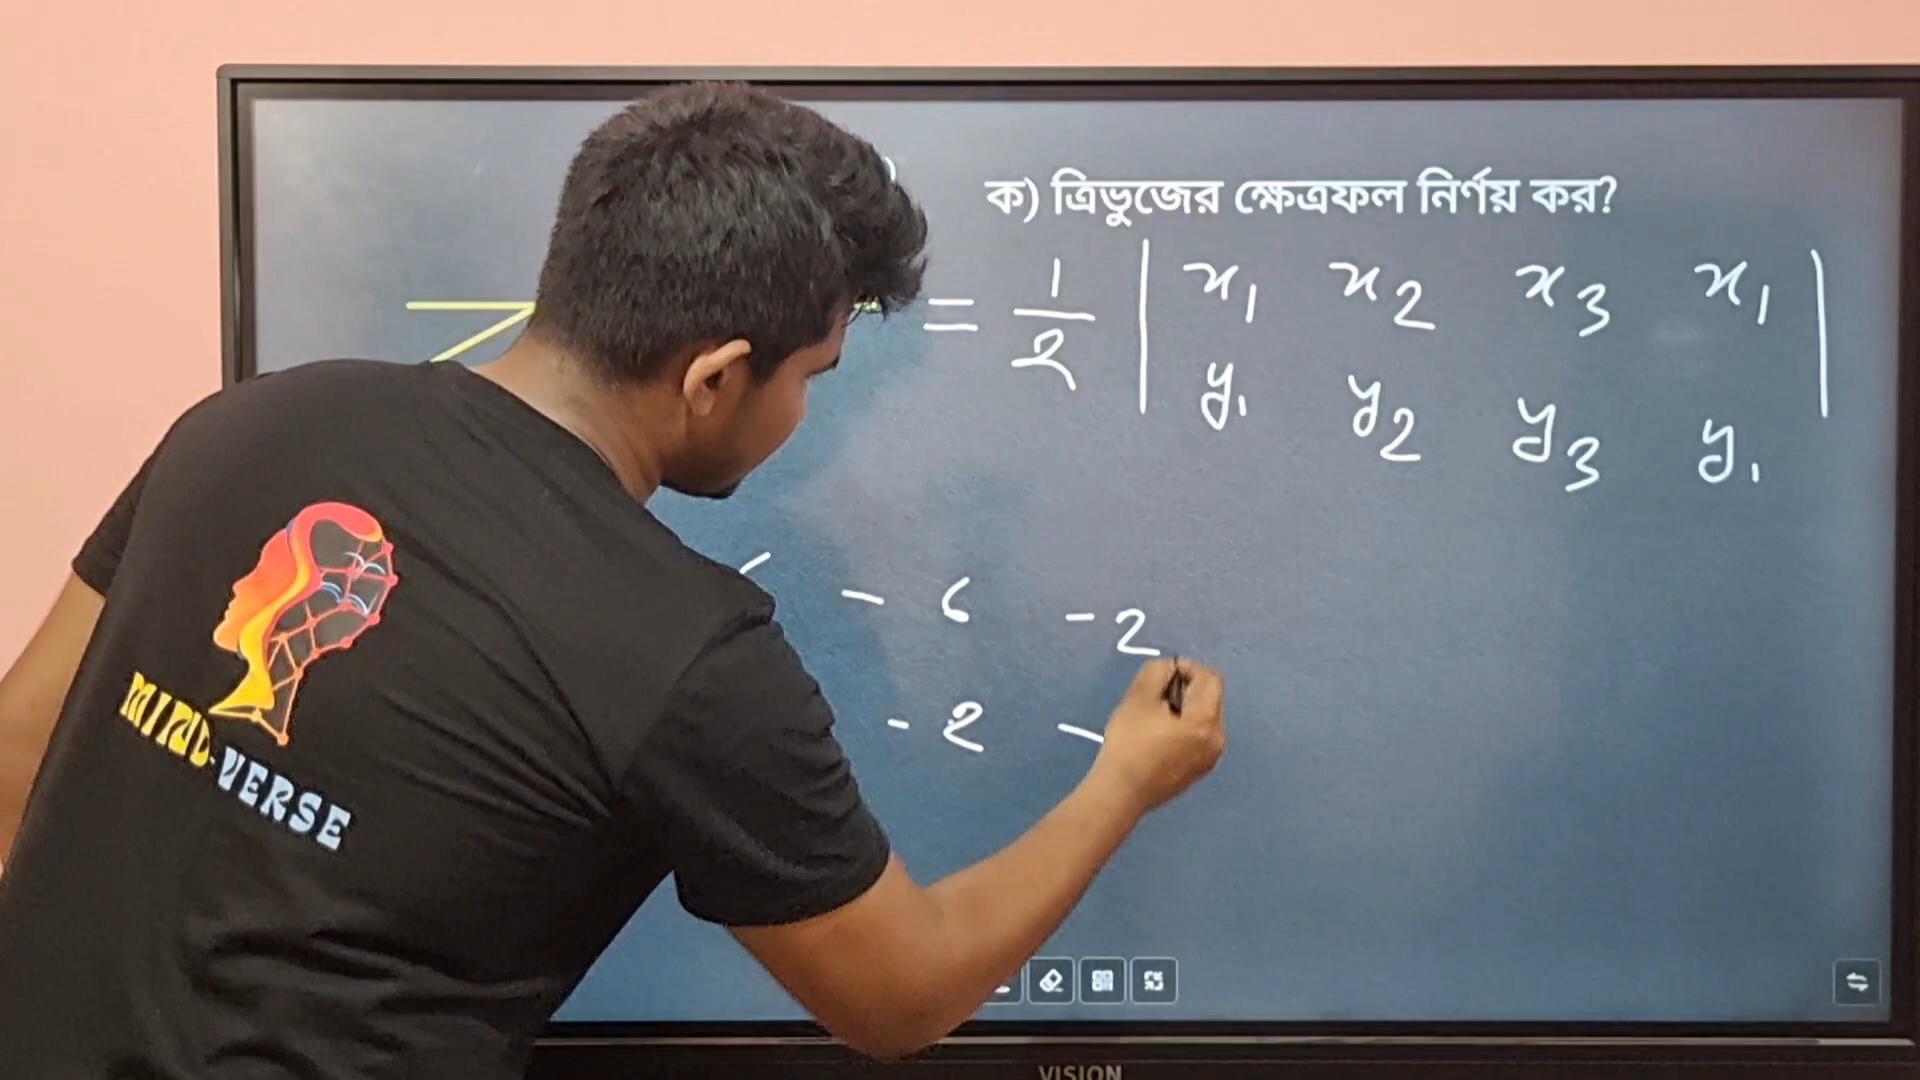 ক) ত্রিভুজের ক্ষেত্রফল নির্ণয় কর?
= 1/2 | x₁ x₂ x₃ x₁ |
y₁ y₂ y₃ y₁
- 6 -2
-2 -
MIND-VERSE
VISION